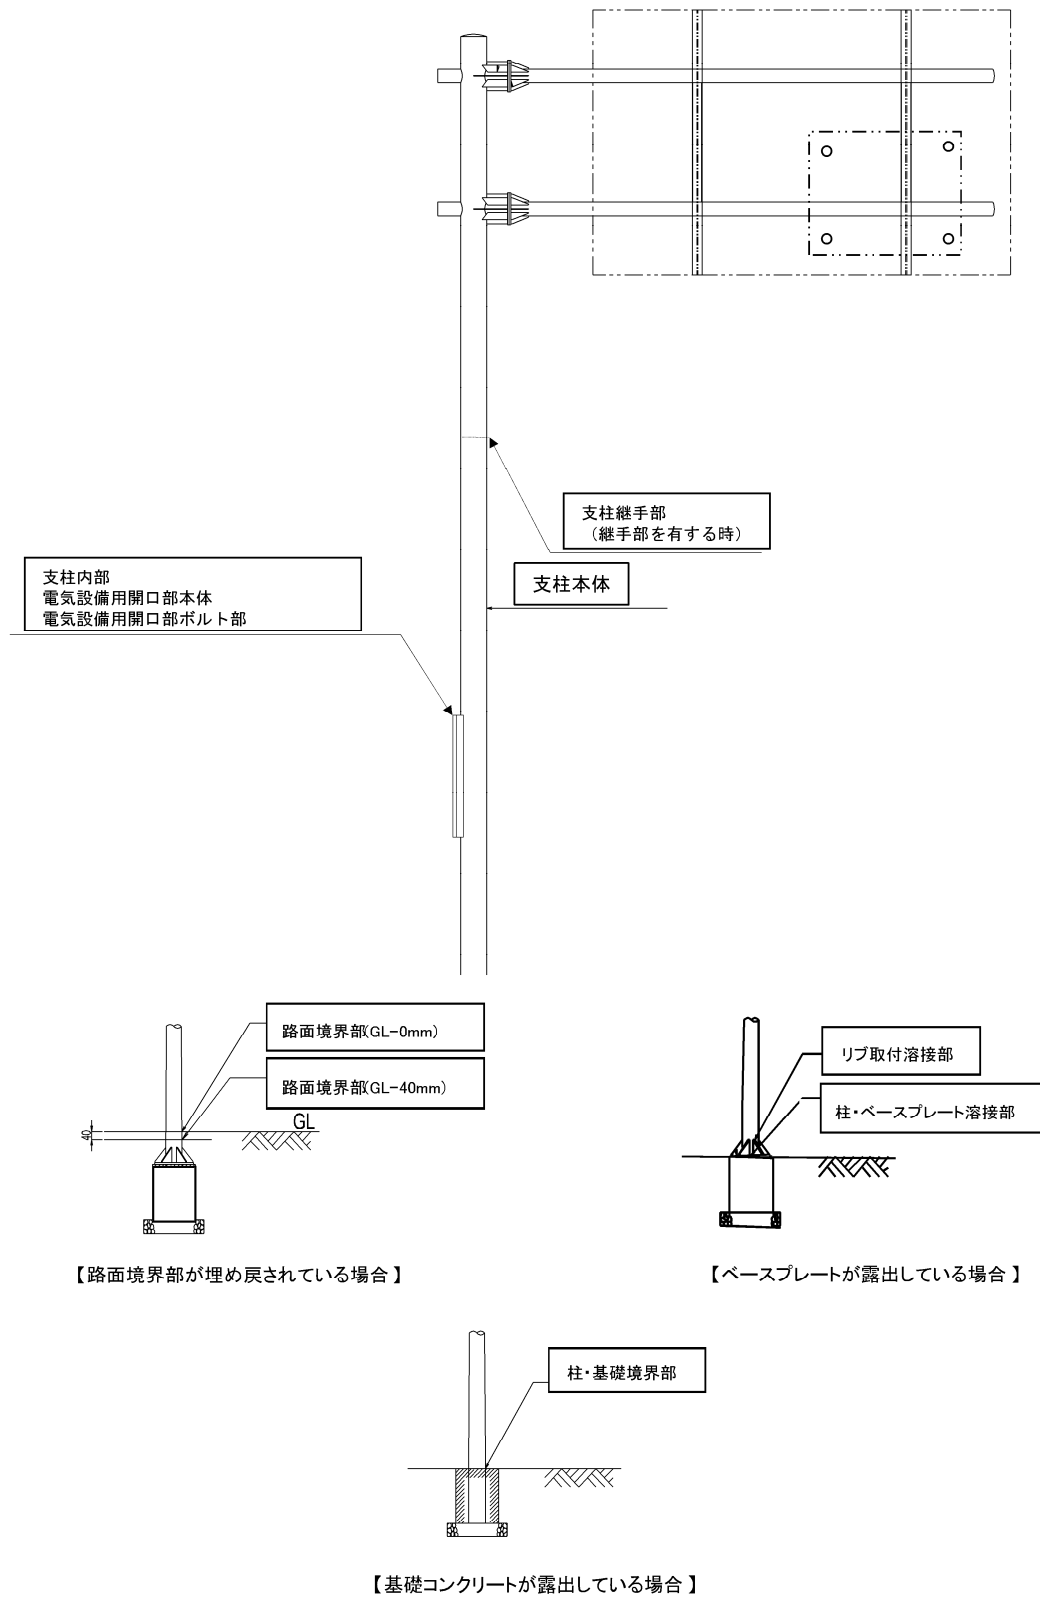 支柱継手部
（継手部を有する時）
支柱本体
支柱内部
電気設備用開口部本体
電気設備用開口部ボルト部
路面境界部(GL-0mm)
路面境界部(GL-40mm)
GL
40
【路面境界部が埋め戻されている場合】
リブ取付溶接部
柱・ベースプレート溶接部
【ベースプレートが露出している場合】
柱・基礎境界部
【基礎コンクリートが露出している場合】